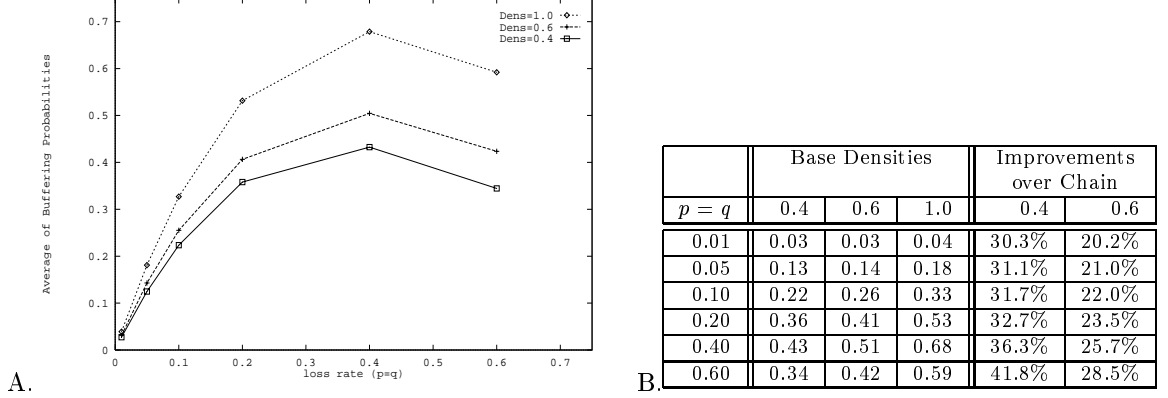 0.7
0.6
0.5
0.4
0.3
0.2
0.1
0
Average of Buffering Probabilities
Dens=1.0
Dens=0.6
Dens=0.4
0 0.1 0.2 0.3 0.4 0.5 0.6 0.7
loss rate (p=q)
A.
Base Densities Improvements
over Chain
p = q 0.4 0.6 1.0 0.4 0.6
0.01 0.03 0.03 0.04 30.3% 20.2%
0.05 0.13 0.14 0.18 31.1% 21.0%
0.10 0.22 0.26 0.33 31.7% 22.0%
0.20 0.36 0.41 0.53 32.7% 23.5%
0.40 0.43 0.51 0.68 36.3% 25.7%
0.60 0.34 0.42 0.59 41.8% 28.5%
B.